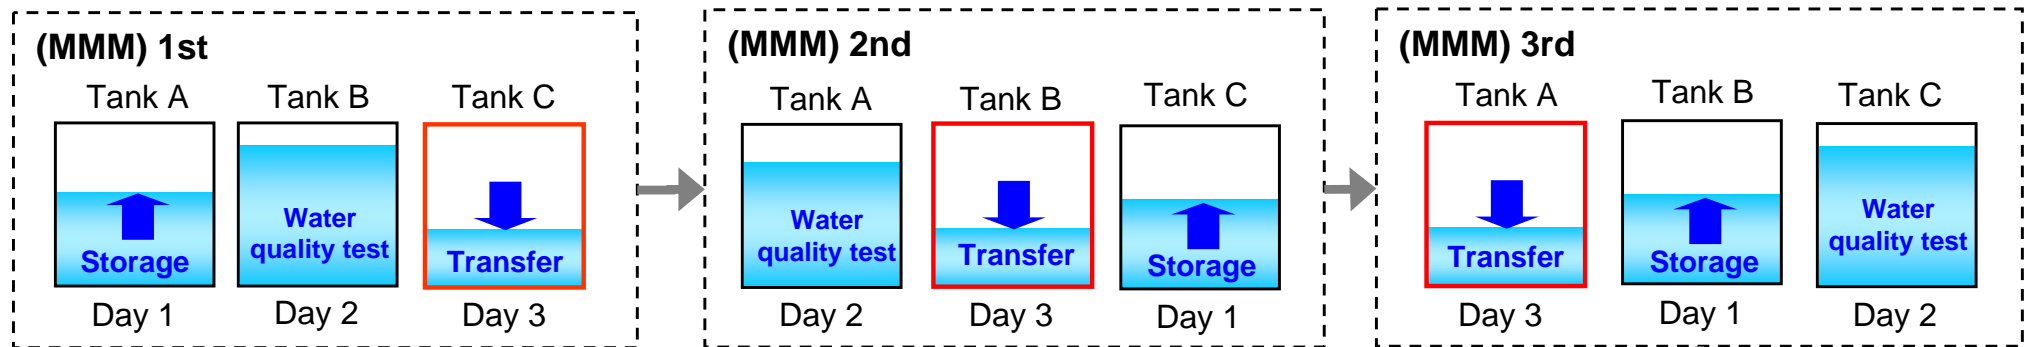 (MMM) 1st
Tank A
Tank B
Tank C
Storage
Water
quality test
Transfer
Day 1
Day 2
Day 3
(MMM) 2nd
Tank A
Tank B
Tank C
Water
quality test
Transfer
Storage
Day 2
Day 3
Day 1
(MMM) 3rd
Tank A
Tank B
Tank C
Transfer
Storage
Water
quality test
Day 3
Day 1
Day 2